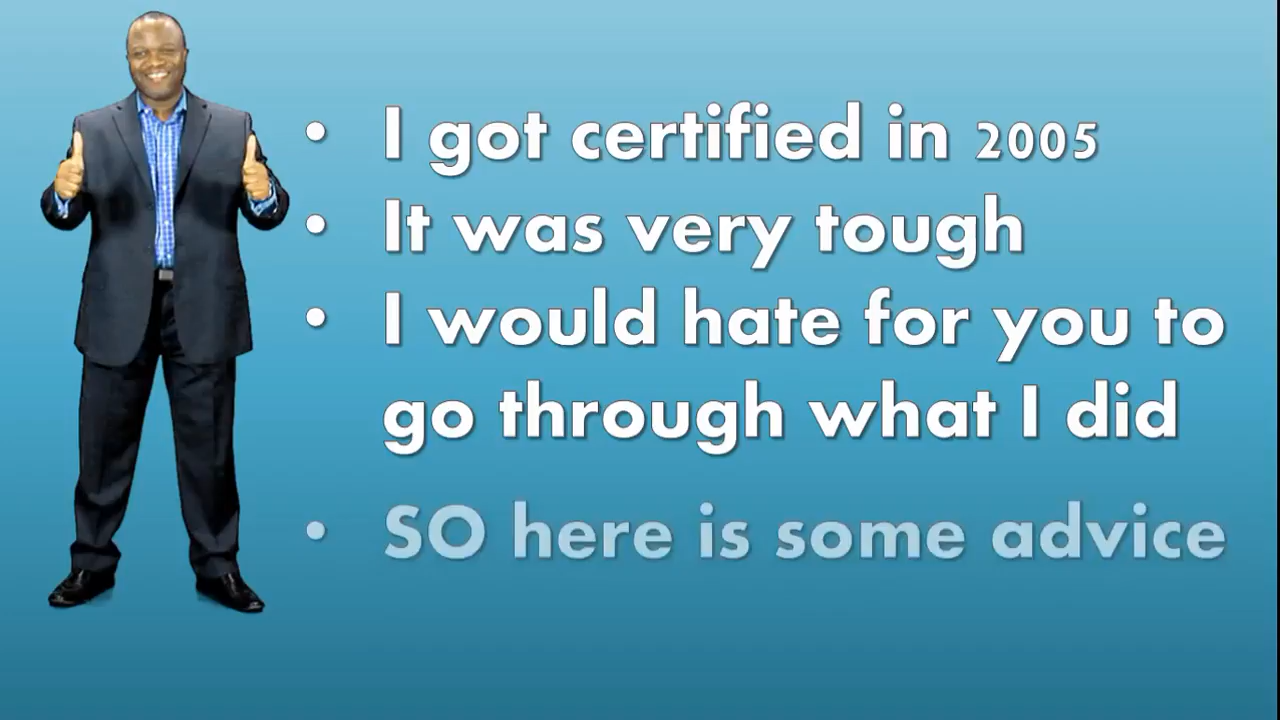 • I got certified in 2005
• It was very tough
• I would hate for you to
go through what I did
• SO here is some advice